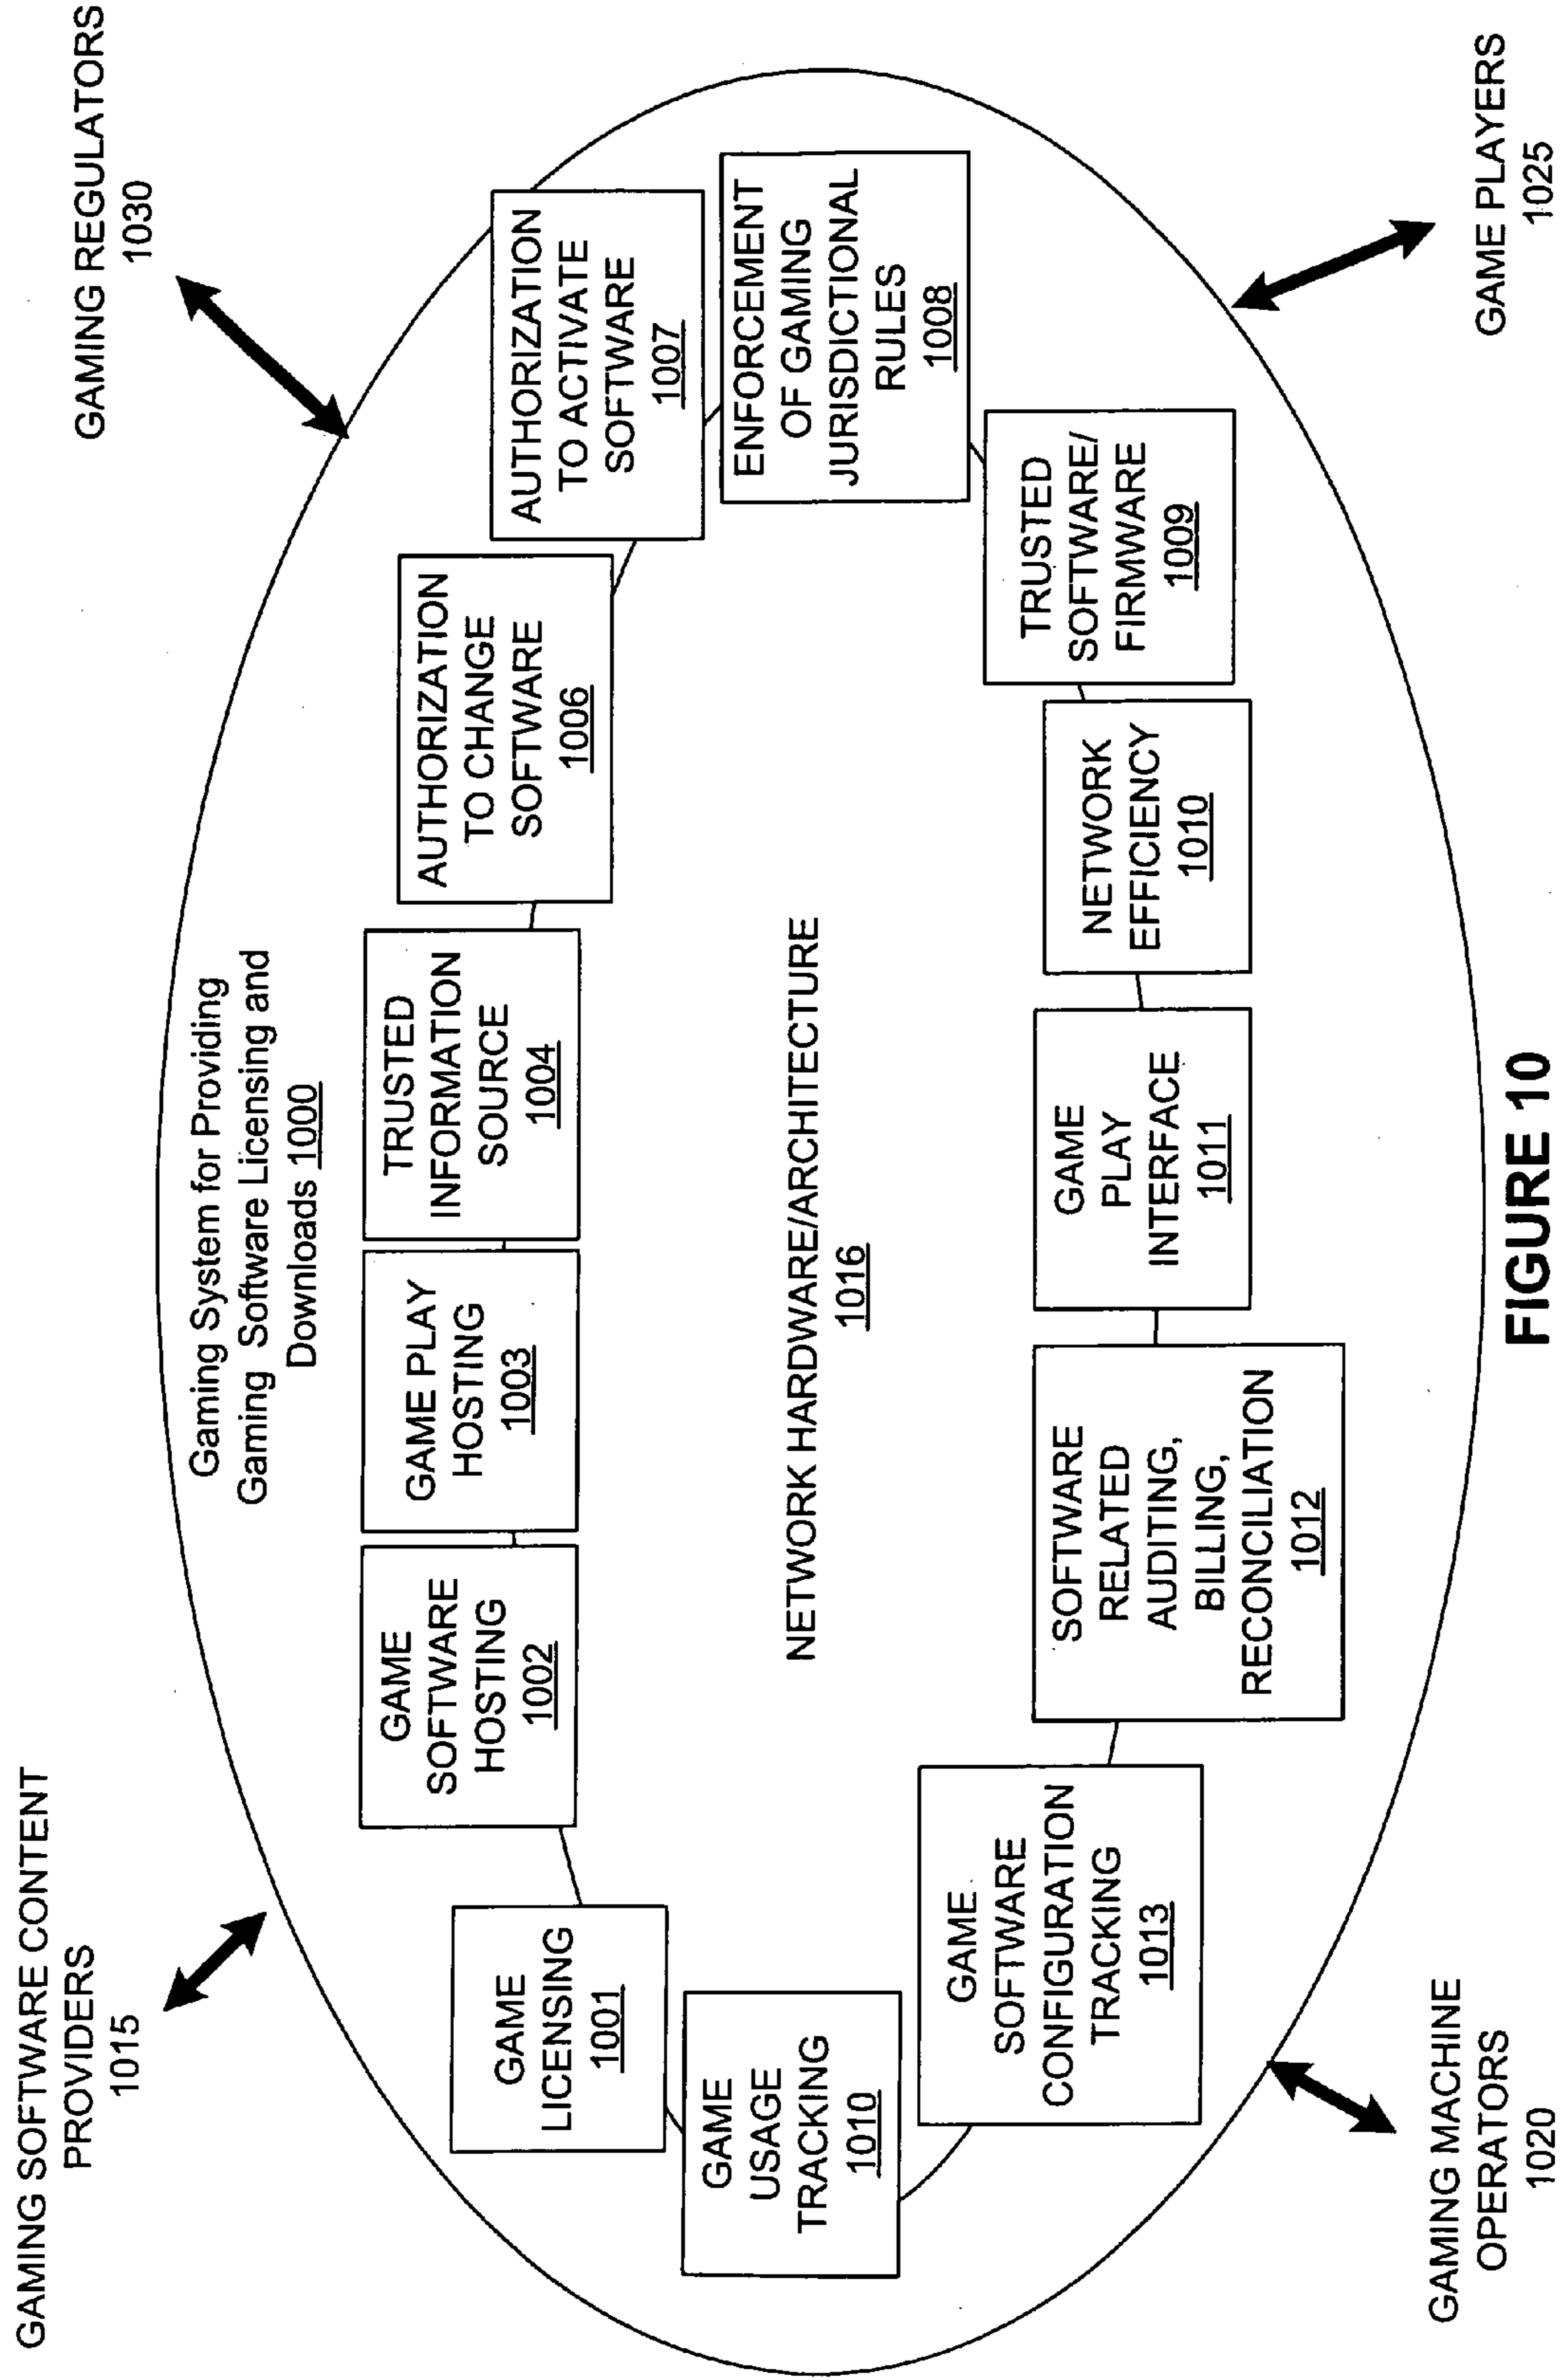 GAMING SOFTWARE CONTENT
PROVIDERS
1015
GAMING REGULATORS
1030
Gaming System for Providing
Gaming Software Licensing and
Downloads 1000
GAME
LICENSING
1001
GAME
SOFTWARE
HOSTING
1002
GAME PLAY
HOSTING
1003
TRUSTED
INFORMATION
SOURCE
1004
AUTHORIZATION
TO CHANGE
SOFTWARE
1006
AUTHORIZATION
TO ACTIVATE
SOFTWARE
1007
ENFORCEMENT
OF GAMING
JURISDICTIONAL
RULES
1008
NETWORK HARDWARE/ARCHITECTURE
1016
GAME
USAGE
TRACKING
1010
GAME
SOFTWARE
CONFIGURATION
TRACKING
1013
SOFTWARE
RELATED
AUDITING,
BILLING,
RECONCILIATION
1012
GAME
PLAY
INTERFACE
1011
NETWORK
EFFICIENCY
1010
TRUSTED
SOFTWARE/
FIRMWARE
1009
GAMING MACHINE
OPERATORS
1020
GAME PLAYERS
1025
FIGURE 10